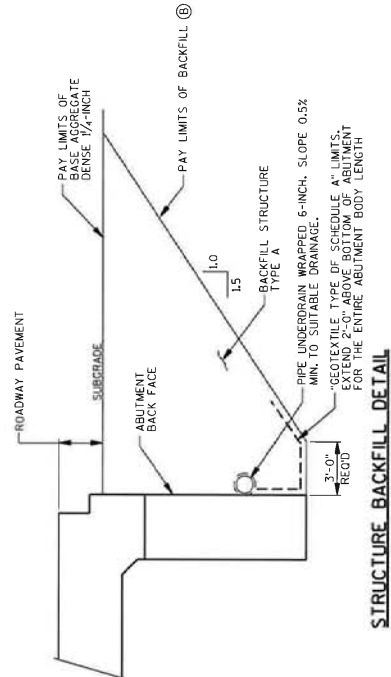 ROADWAY PAVEMENT
PAY LIMITS OF
BASE AGGREGATE
DENSE 1 1/4-INCH
SUBGRADE
PAY LIMITS OF BACKFILL Ⓑ
ABUTMENT
BACK FACE
1.0
1.5
BACKFILL STRUCTURE
TYPE A
PIPE UNDERDRAIN WRAPPED 6-INCH. SLOPE 0.5%
MIN. TO SUITABLE DRAINAGE.
"GEOTEXTILE TYPE DF SCHEDULE A" LIMITS.
EXTEND 2'-0" ABOVE BOTTOM OF ABUTMENT
FOR THE ENTIRE ABUTMENT BODY LENGTH
3'-0"
REQ'D
STRUCTURE BACKFILL DETAIL